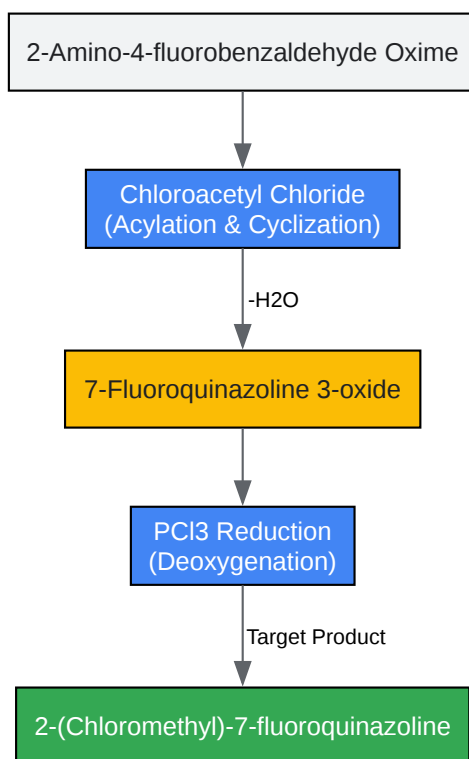 2-Amino-4-fluorobenzaldehyde Oxime
Chloroacetyl Chloride
(Acylation & Cyclization)
-H2O
7-Fluoroquinazoline 3-oxide
PCl3 Reduction
(Deoxygenation)
Target Product
2-(Chloromethyl)-7-fluoroquinazoline